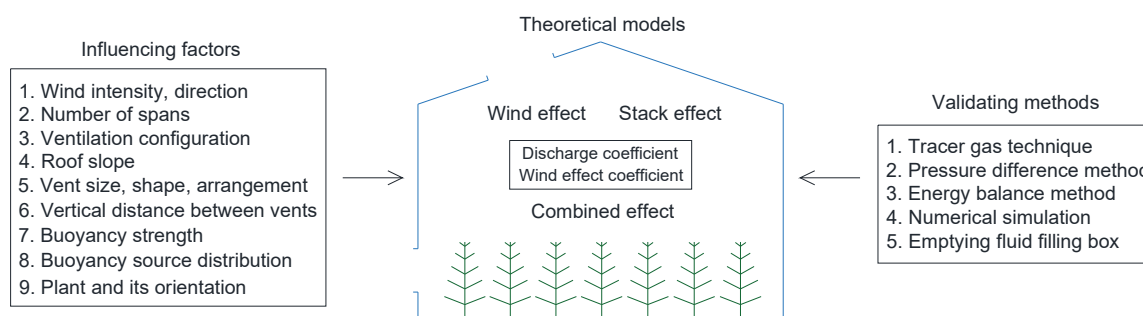 Theoretical models
Influencing factors
1. Wind intensity, direction
2. Number of spans
3. Ventilation configuration
4. Roof slope
5. Vent size, shape, arrangement
6. Vertical distance between vents
7. Buoyancy strength
8. Buoyancy source distribution
9. Plant and its orientation
Wind effect Stack effect
Discharge coefficient
Wind effect coefficient
Combined effect
Validating methods
1. Tracer gas technique
2. Pressure difference method
3. Energy balance method
4. Numerical simulation
5. Emptying fluid filling box